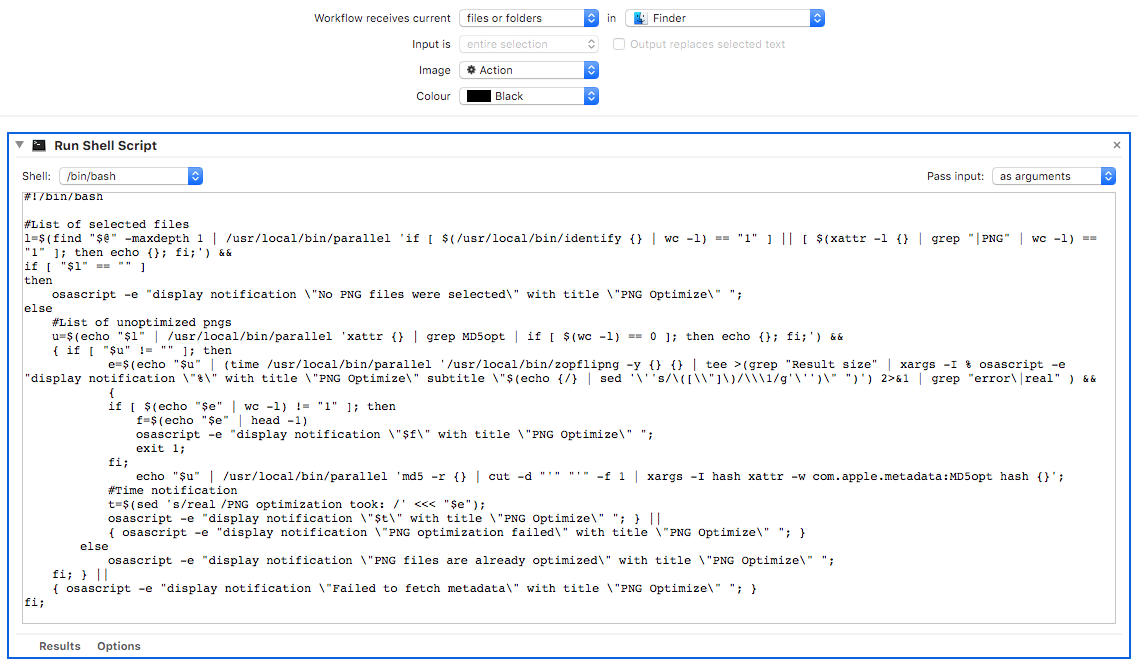 Workflow receives current files or folders in Finder
Input is entire selection Output replaces selected text
Image Action
Colour Black
Run Shell Script
Shell: /bin/bash Pass input: as arguments
#!/bin/bash
#List of selected files
l=$(find "$@" -maxdepth 1 | /usr/local/bin/parallel 'if [ $(/usr/local/bin/identify {} | wc -l) == "1" ] || [ $(xattr -l {} | grep "|PNG" | wc -l) ==
"1" ]; then echo {}; fi;') &&
if [ "$l" == "" ]
then
osascript -e "display notification \"No PNG files were selected\" with title \"PNG Optimize\" ";
else
#List of unoptimized pngs
u=$(echo "$l" | /usr/local/bin/parallel 'xattr {} | grep MD5opt | if [ $(wc -l) == 0 ]; then echo {}; fi;') &&
{ if [ "$u" != "" ]; then
e=$(echo "$u" | (time /usr/local/bin/parallel '/usr/local/bin/zopflipng -y {} {} | tee >(grep "Result size" | xargs -I % osascript -e
"display notification \"%\" with title \"PNG Optimize\" subtitle \"$(echo {/} | sed '\''s/\([\\"]\)/\\\1/g'\'')\" ")') 2>&1 | grep "error\|real" ) &&
{
if [ $(echo "$e" | wc -l) != "1" ]; then
f=$(echo "$e" | head -1)
osascript -e "display notification \"$f\" with title \"PNG Optimize\" ";
exit 1;
fi;
echo "$u" | /usr/local/bin/parallel 'md5 -r {} | cut -d "'" "'" -f 1 | xargs -I hash xattr -w com.apple.metadata:MD5opt hash {}';
#Time notification
t=$(sed 's/real /PNG optimization took: /' <<< "$e");
osascript -e "display notification \"$t\" with title \"PNG Optimize\" "; } ||
{ osascript -e "display notification \"PNG optimization failed\" with title \"PNG Optimize\" "; }
else
osascript -e "display notification \"PNG files are already optimized\" with title \"PNG Optimize\" ";
fi; } ||
{ osascript -e "display notification \"Failed to fetch metadata\" with title \"PNG Optimize\" "; }
fi;
Results Options